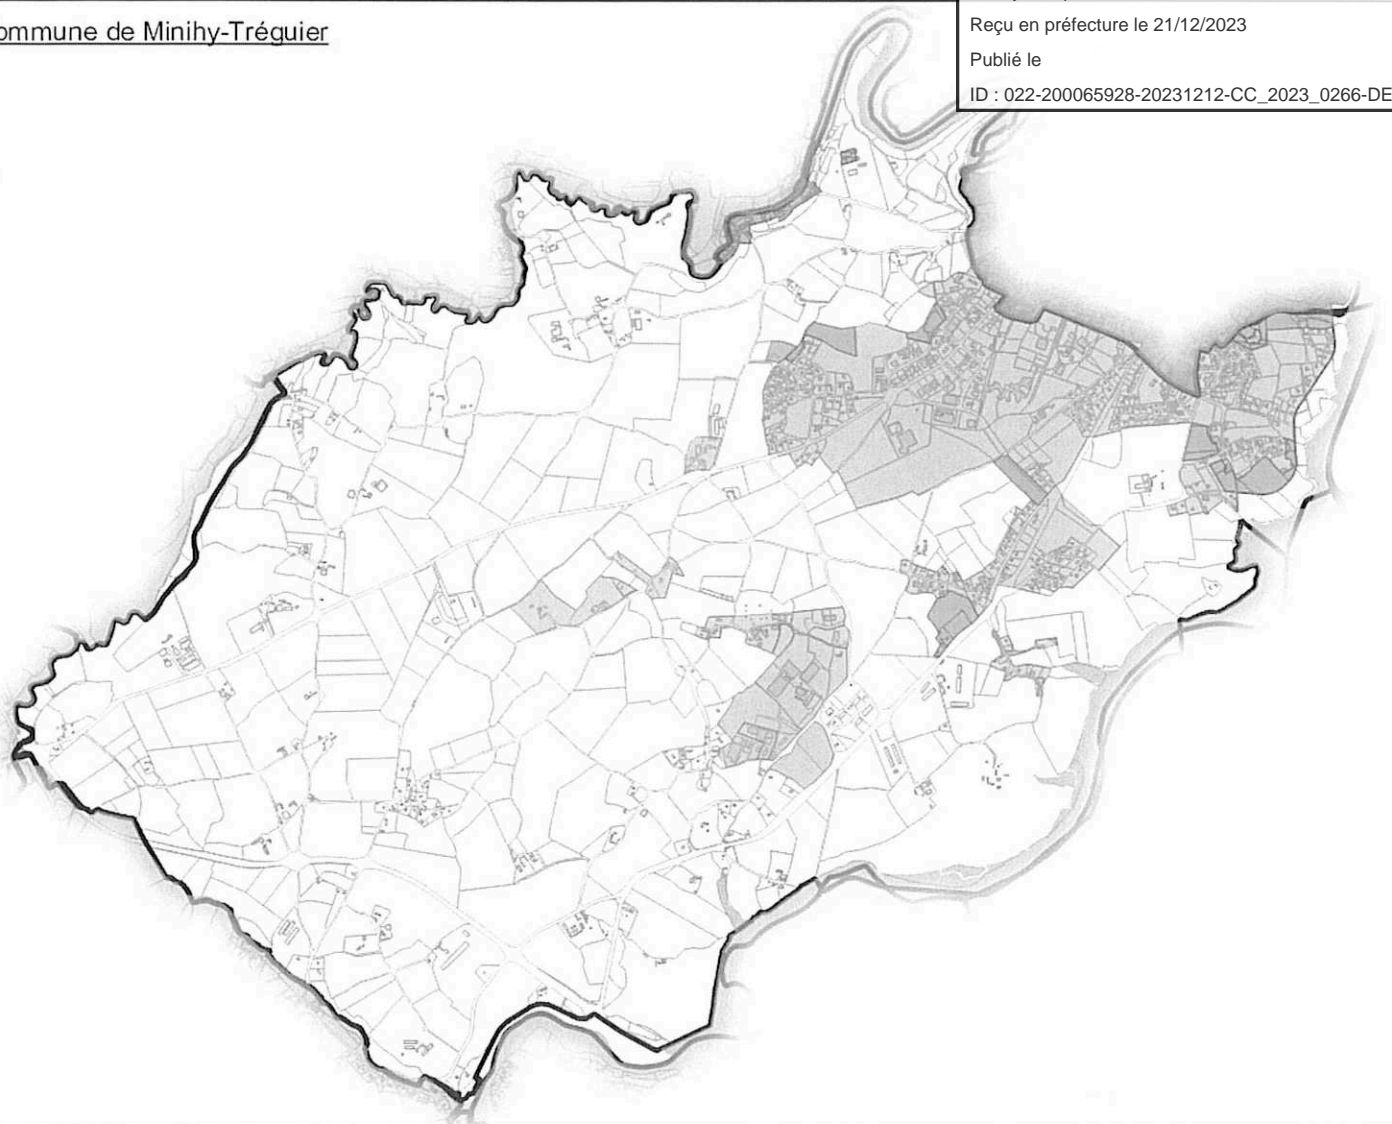 ommune de Minihy-Tréguier
Reçu en préfecture le 21/12/2023
Publié le
ID : 022-200065928-20231212-CC_2023_0266-DE